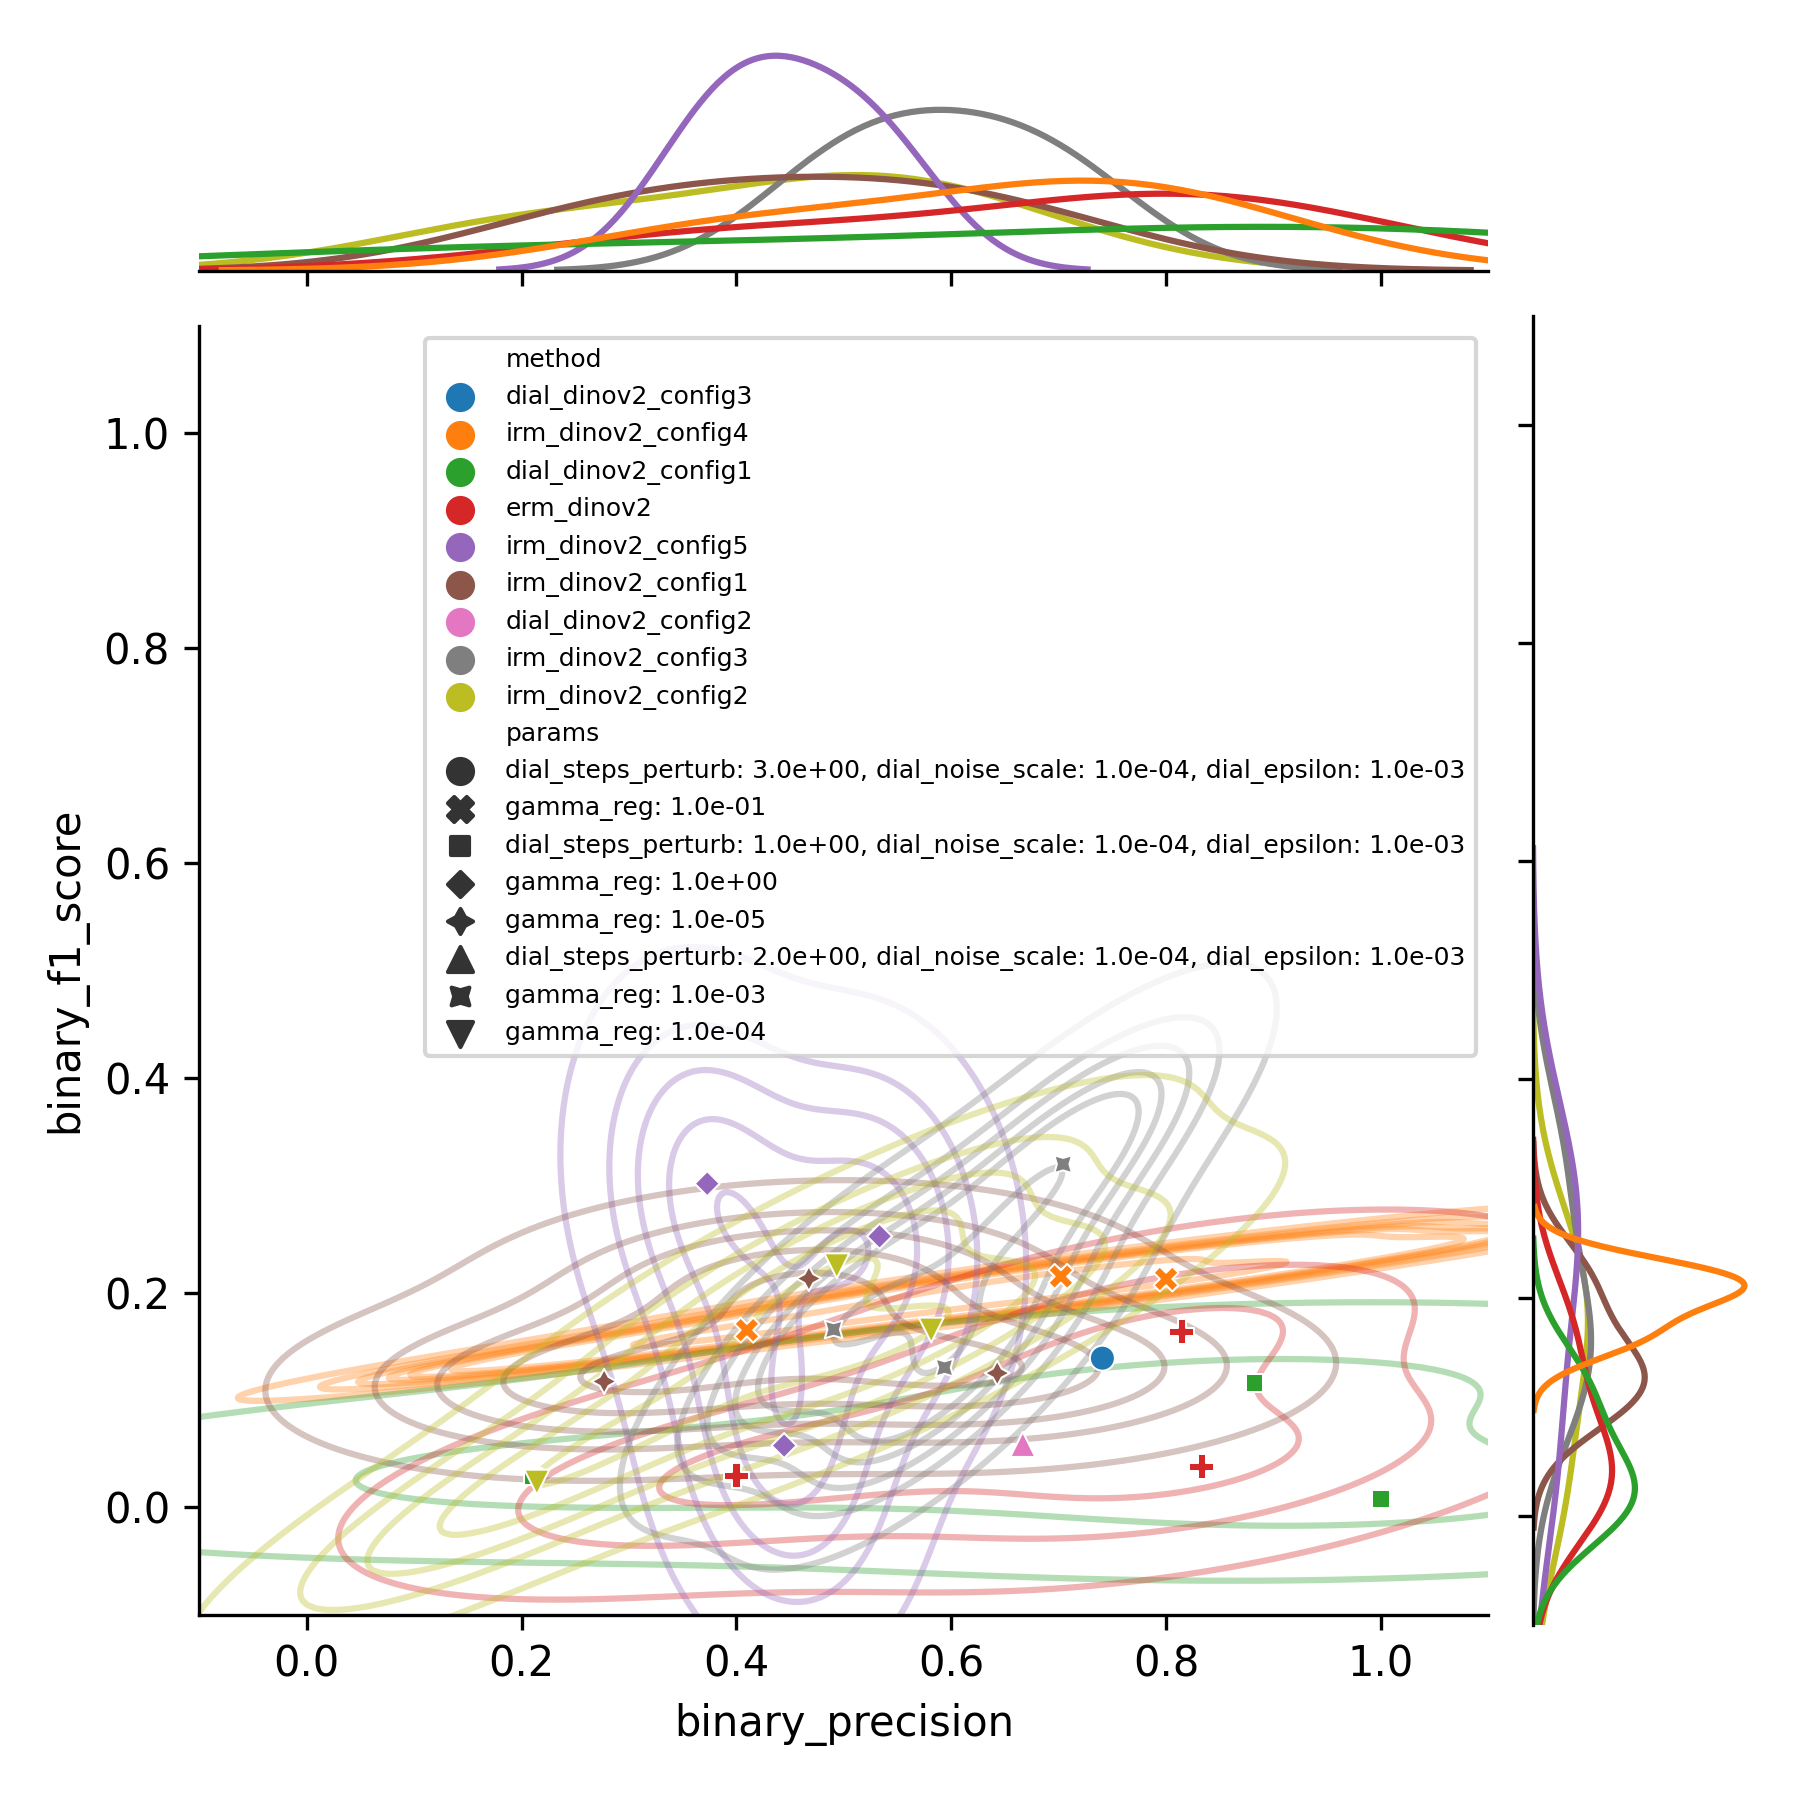 method
dial_dinov2_config3
irm_dinov2_config4
dial_dinov2_config1
erm_dinov2
irm_dinov2_config5
irm_dinov2_config1
dial_dinov2_config2
irm_dinov2_config3
irm_dinov2_config2
params
dial_steps_perturb: 3.0e+00, dial_noise_scale: 1.0e-04, dial_epsilon: 1.0e-03
gamma_reg: 1.0e-01
dial_steps_perturb: 1.0e+00, dial_noise_scale: 1.0e-04, dial_epsilon: 1.0e-03
gamma_reg: 1.0e+00
gamma_reg: 1.0e-05
dial_steps_perturb: 2.0e+00, dial_noise_scale: 1.0e-04, dial_epsilon: 1.0e-03
gamma_reg: 1.0e-03
gamma_reg: 1.0e-04
1.0
0.8
0.6
0.4
0.2
0.0
binary_f1_score
0.0 0.2 0.4 0.6 0.8 1.0
binary_precision